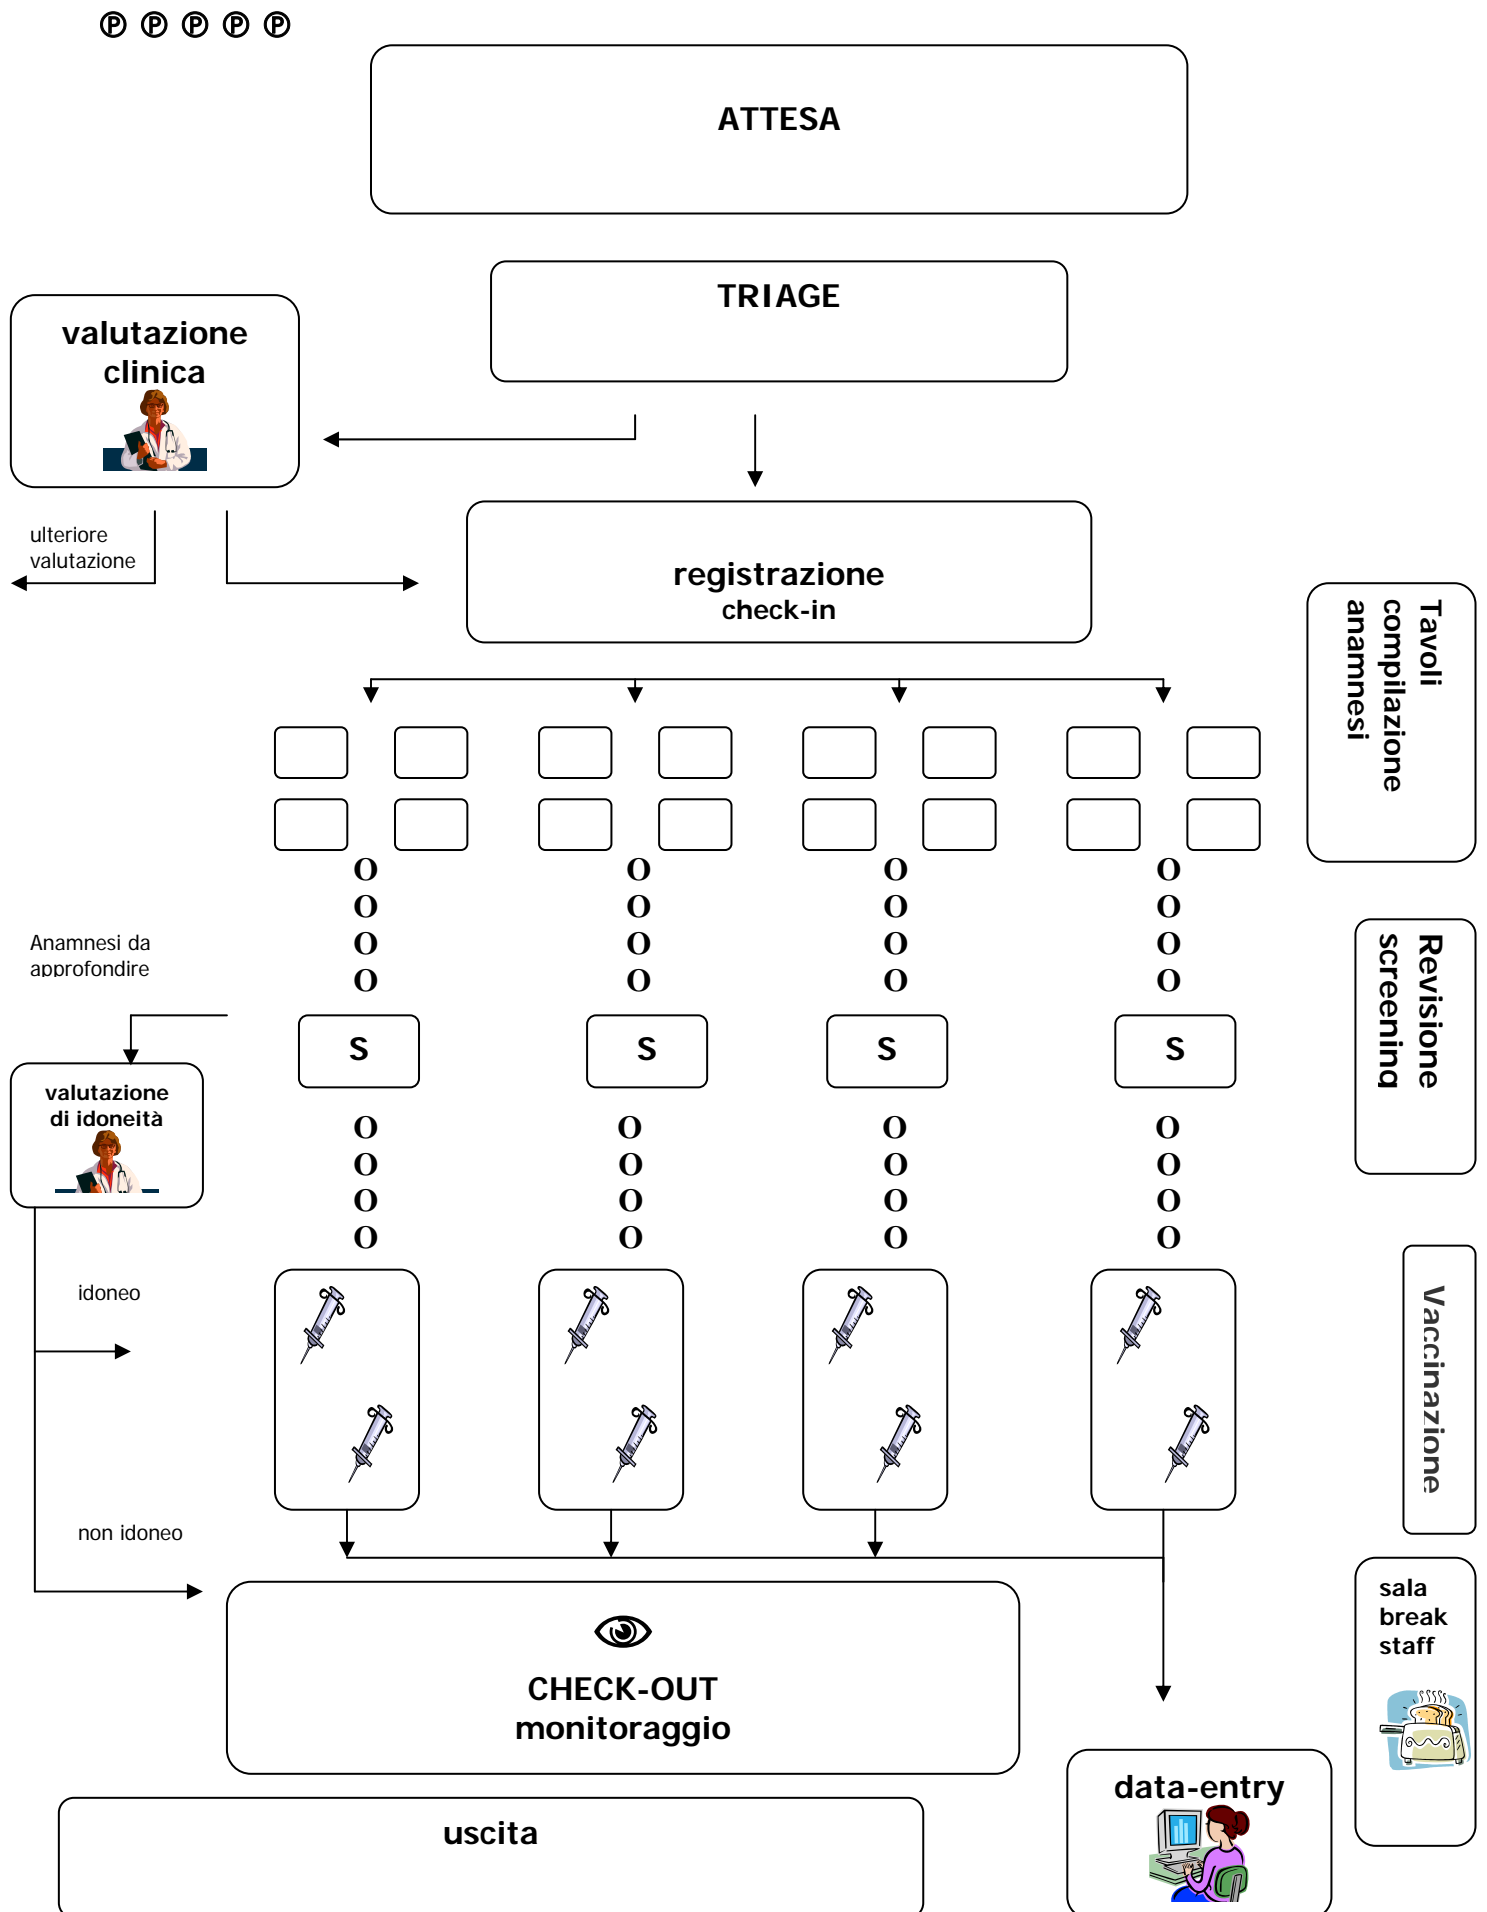 Ⓟ Ⓟ Ⓟ Ⓟ Ⓟ
ATTESA
TRIAGE
valutazione
clinica
ulteriore
valutazione
registrazione
check-in
Tavoli
compilazione
anamnesi
O O O O
O O O O
O O O O
O O O O
Anamnesi da
approfondire
Revisione
screening
S S S S
valutazione
di idoneità
O O O O
O O O O
O O O O
O O O O
idoneo
Vaccinazione
non idoneo
sala
break
staff
CHECK-OUT
monitoraggio
data-entry
uscita